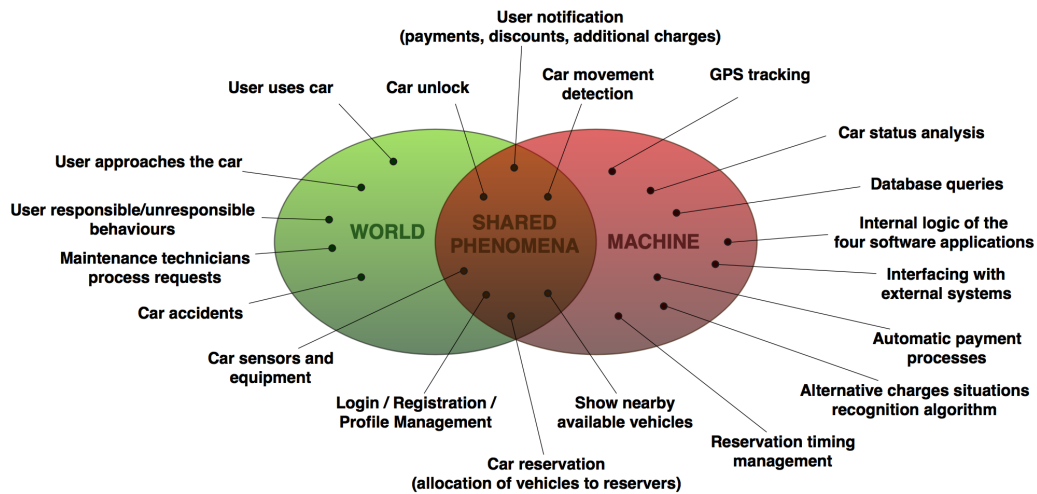 User notification
(payments, discounts, additional charges)
User uses car
Car unlock
Car movement
detection
GPS tracking
Car status analysis
User approaches the car
Database queries
User responsible/unresponsible
behaviours
WORLD
SHARED
PHENOMENA
MACHINE
Internal logic of the
four software applications
Maintenance technicians
process requests
Interfacing with
external systems
Car accidents
Automatic payment
processes
Car sensors and
equipment
Alternative charges situations
recognition algorithm
Login / Registration /
Profile Management
Show nearby
available vehicles
Reservation timing
management
Car reservation
(allocation of vehicles to reservers)